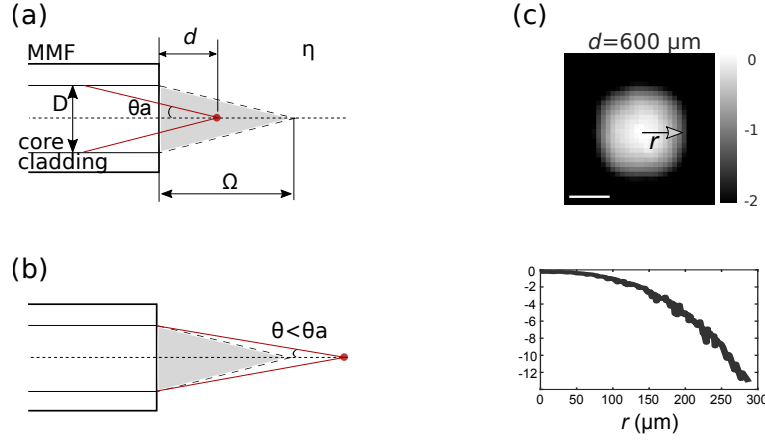 (a)
d
η
MMF
D
θa
core
cladding
Ω
(b)
θ<θa
(c)
d=600 µm
r
0
-1
-2
0
-2
-4
-6
-8
-10
-12
0 50 100 150 200 250 300
r (µm)